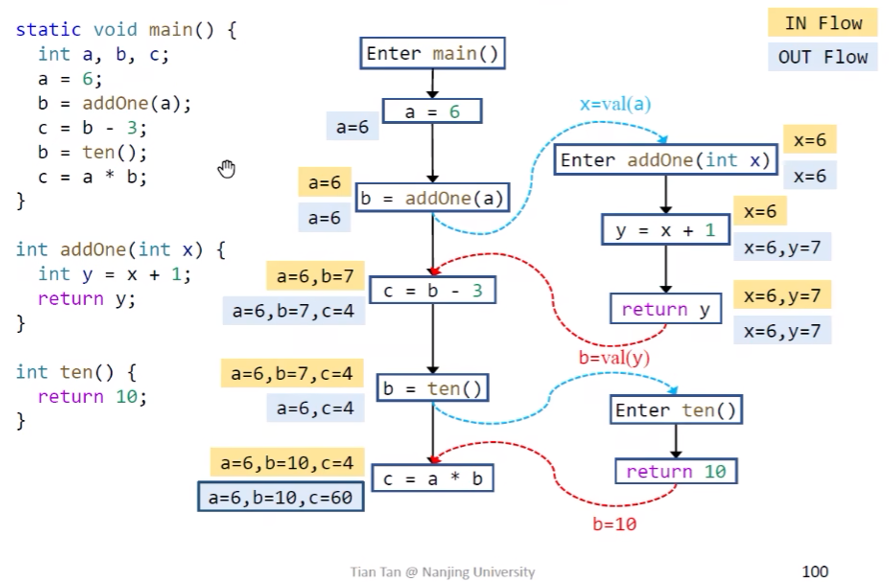 static void main() {
int a, b, c;
a = 6;
b = addOne(a);
c = b - 3;
b = ten();
c = a * b;
}
int addOne(int x) {
int y = x + 1;
return y;
}
int ten() {
return 10;
}
IN Flow
OUT Flow
Enter main()
a = 6
a=6
a=6
b = addOne(a)
a=6
x=val(a)
Enter addOne(int x)
x=6
x=6
x=6
y = x + 1
x=6,y=7
x=6,y=7
return y
x=6,y=7
b=val(y)
a=6,b=7
c = b - 3
a=6,b=7,c=4
a=6,b=7,c=4
b = ten()
a=6,c=4
Enter ten()
return 10
b=10
a=6,b=10,c=4
c = a * b
a=6,b=10,c=60
Tian Tan @ Nanjing University
100